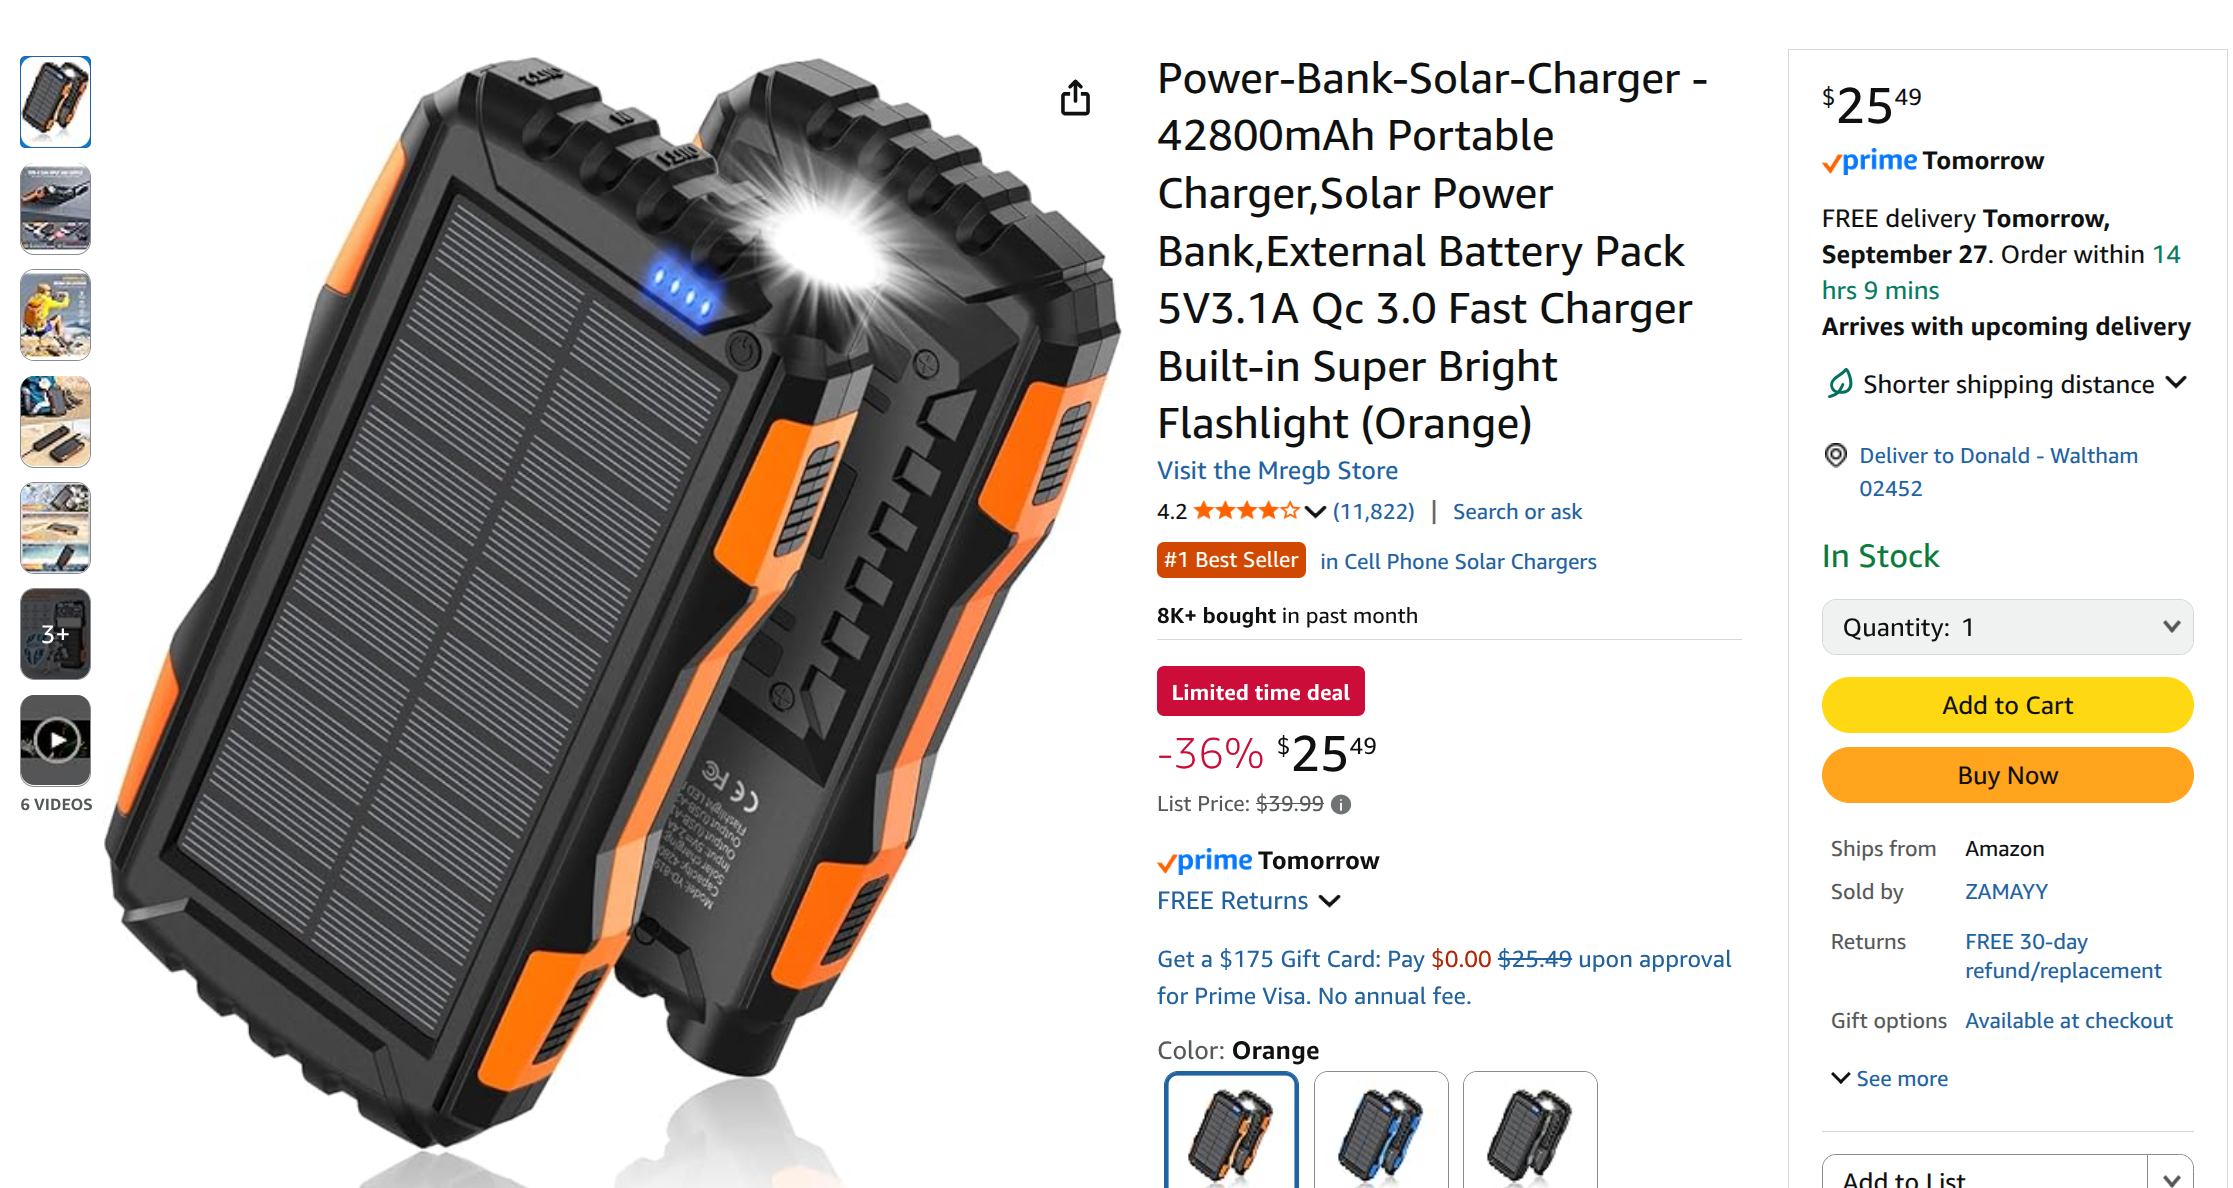 3+
6 VIDEOS
IN
CE FC
Power-Bank-Solar-Charger -
42800mAh Portable
Charger,Solar Power
Bank,External Battery Pack
5V3.1A Qc 3.0 Fast Charger
Built-in Super Bright
Flashlight (Orange)
Visit the Mregb Store
4.2 (11,822) | Search or ask
#1 Best Seller in Cell Phone Solar Chargers
8K+ bought in past month
Limited time deal
-36% $25 49
List Price: $39.99
prime Tomorrow
FREE Returns
Get a $175 Gift Card: Pay $0.00 $25.49 upon approval
for Prime Visa. No annual fee.
Color: Orange
$25 49
prime Tomorrow
FREE delivery Tomorrow,
September 27. Order within 14
hrs 9 mins
Arrives with upcoming delivery
Shorter shipping distance
Deliver to Donald - Waltham
02452
In Stock
Quantity: 1
Add to Cart
Buy Now
Ships from Amazon
Sold by ZAMAYY
Returns FREE 30-day
refund/replacement
Gift options Available at checkout
See more
Add to List